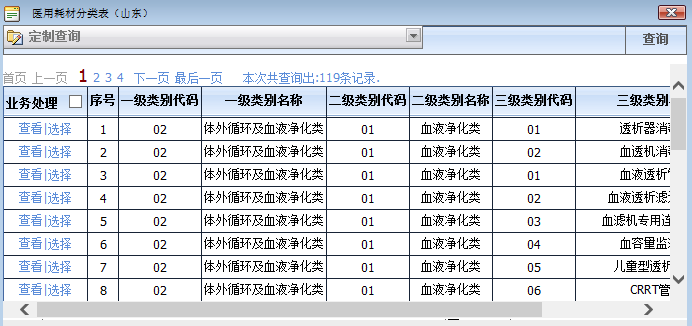 医用耗材分类表（山东）
定制查询 查询
首页 上一页 1 2 3 4 下一页 最后一页 本次共查询出:119条记录.
业务处理 序号 一级类别代码 一级类别名称 二级类别代码 二级类别名称 三级类别代码 三级类别
查看|选择 1 02 体外循环及血液净化类 01 血液净化类 01 透析器消
查看|选择 2 02 体外循环及血液净化类 01 血液净化类 02 血透机消
查看|选择 3 02 体外循环及血液净化类 01 血液净化类 01 血液透析
查看|选择 4 02 体外循环及血液净化类 01 血液净化类 02 血液透析滤
查看|选择 5 02 体外循环及血液净化类 01 血液净化类 03 血滤机专用连
查看|选择 6 02 体外循环及血液净化类 01 血液净化类 04 血容量监
查看|选择 7 02 体外循环及血液净化类 01 血液净化类 05 儿童型透析
查看|选择 8 02 体外循环及血液净化类 01 血液净化类 06 CRRT管